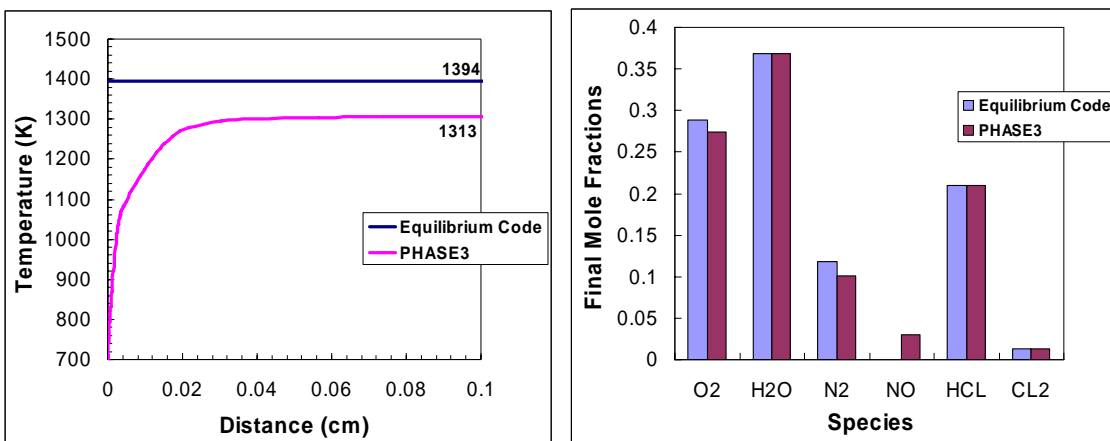 1500
1400
1300
1200
1100
1000
900
800
700
Temperature (K)
1394
1313
Equilibrium Code
PHASE3
0
0.02
0.04
0.06
0.08
0.1
Distance (cm)
0.4
0.35
0.3
0.25
0.2
0.15
0.1
0.05
0
Final Mole Fractions
Equilibrium Code
PHASE3
O2
H2O
N2
NO
HCL
CL2
Species